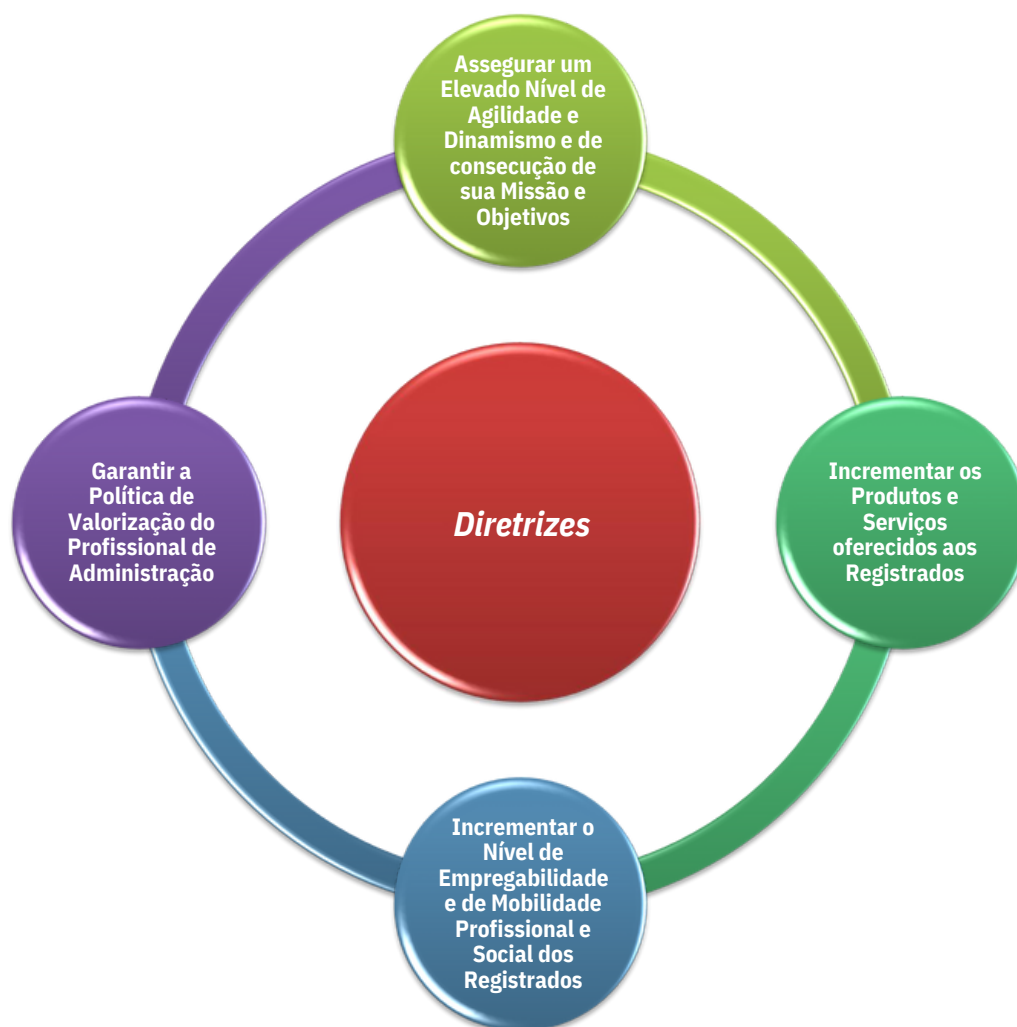 Assegurar um
Elevado Nível de
Agilidade e
Dinamismo e de
consecução de
sua Missão e
Objetivos
Garantir a
Política de
Valorização do
Profissional de
Administração
Diretrizes
Incrementar os
Produtos e
Serviços
oferecidos aos
Registrados
Incrementar o
Nível de
Empregabilidade
e de Mobilidade
Profissional e
Social dos
Registrados